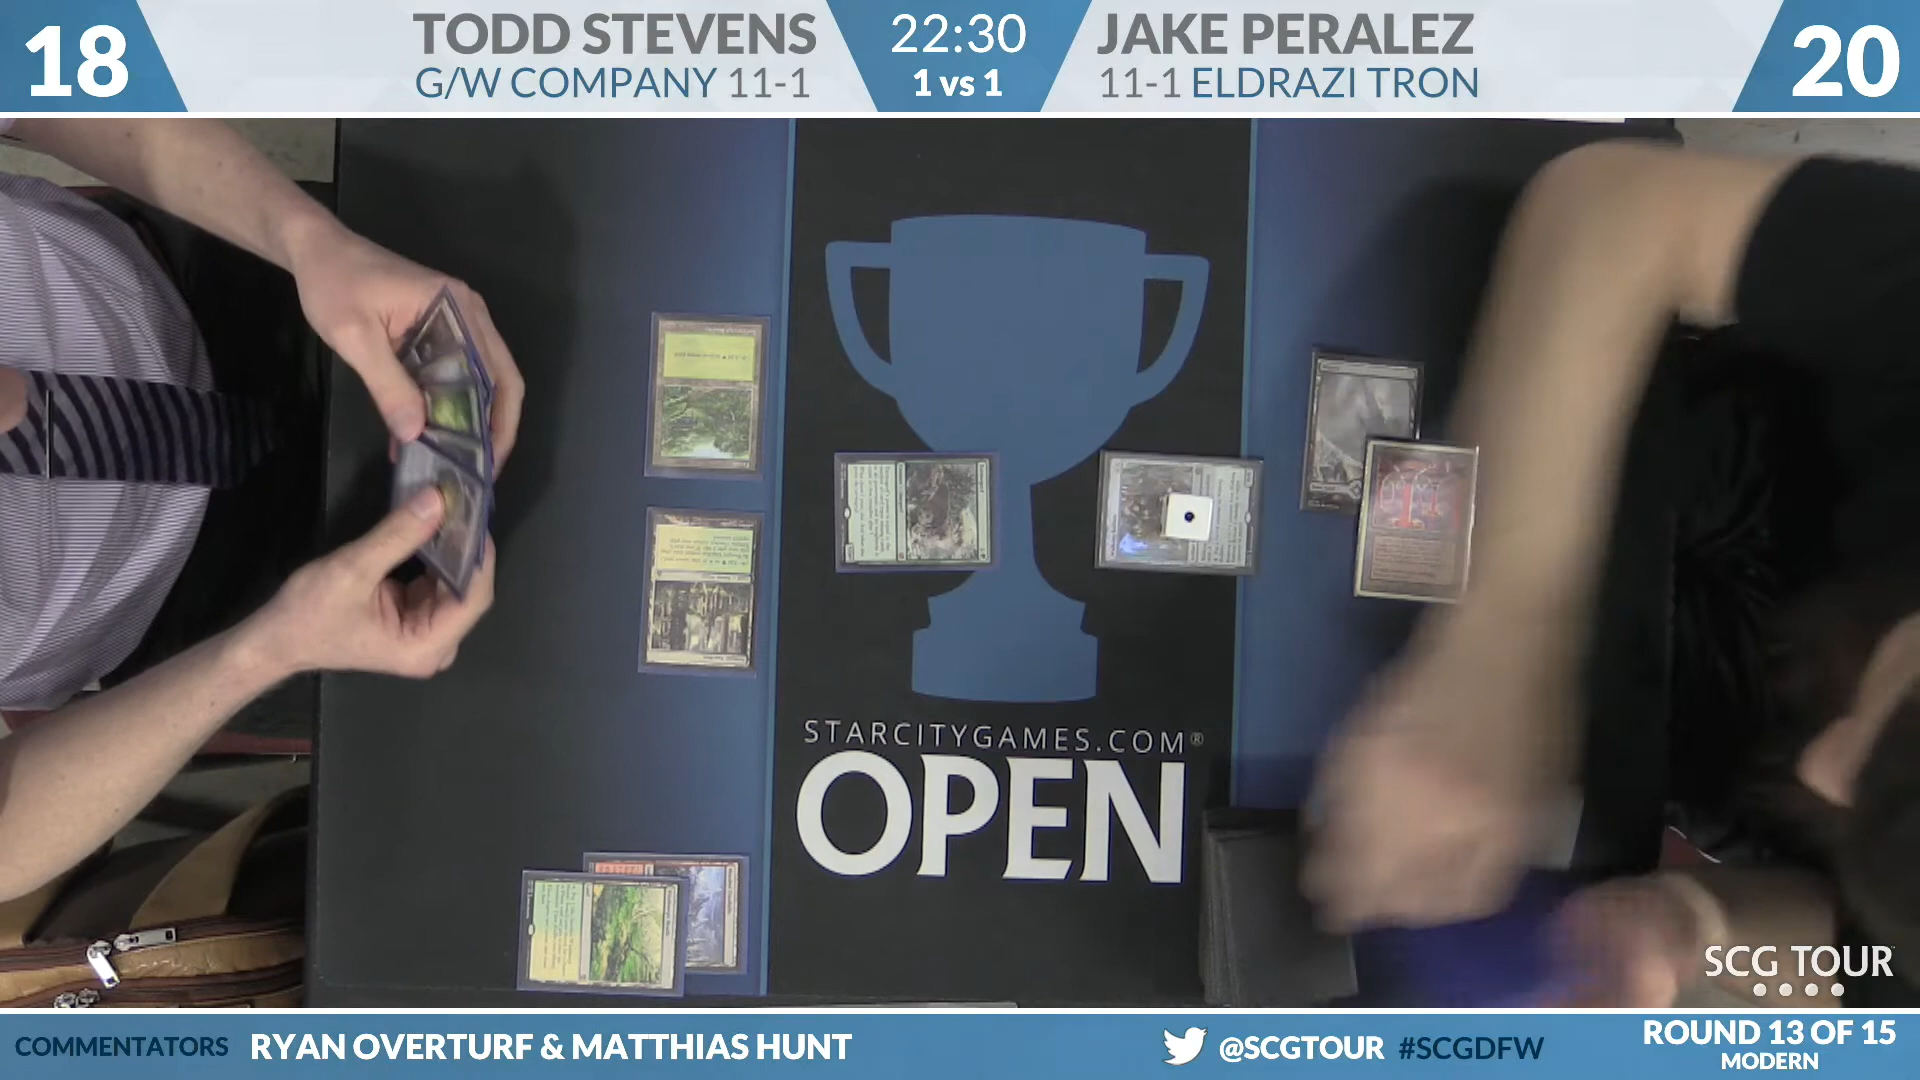 18
TODD STEVENS
G/W COMPANY 11-1
22:30
1 vs 1
JAKE PERALEZ
11-1 ELDRAZI TRON
20
STARCITYGAMES.COM®
OPEN
SCG TOUR
COMMENTATORS RYAN OVERTURF & MATTHIAS HUNT
@SCGTOUR #SCGDFW
ROUND 13 OF 15
MODERN